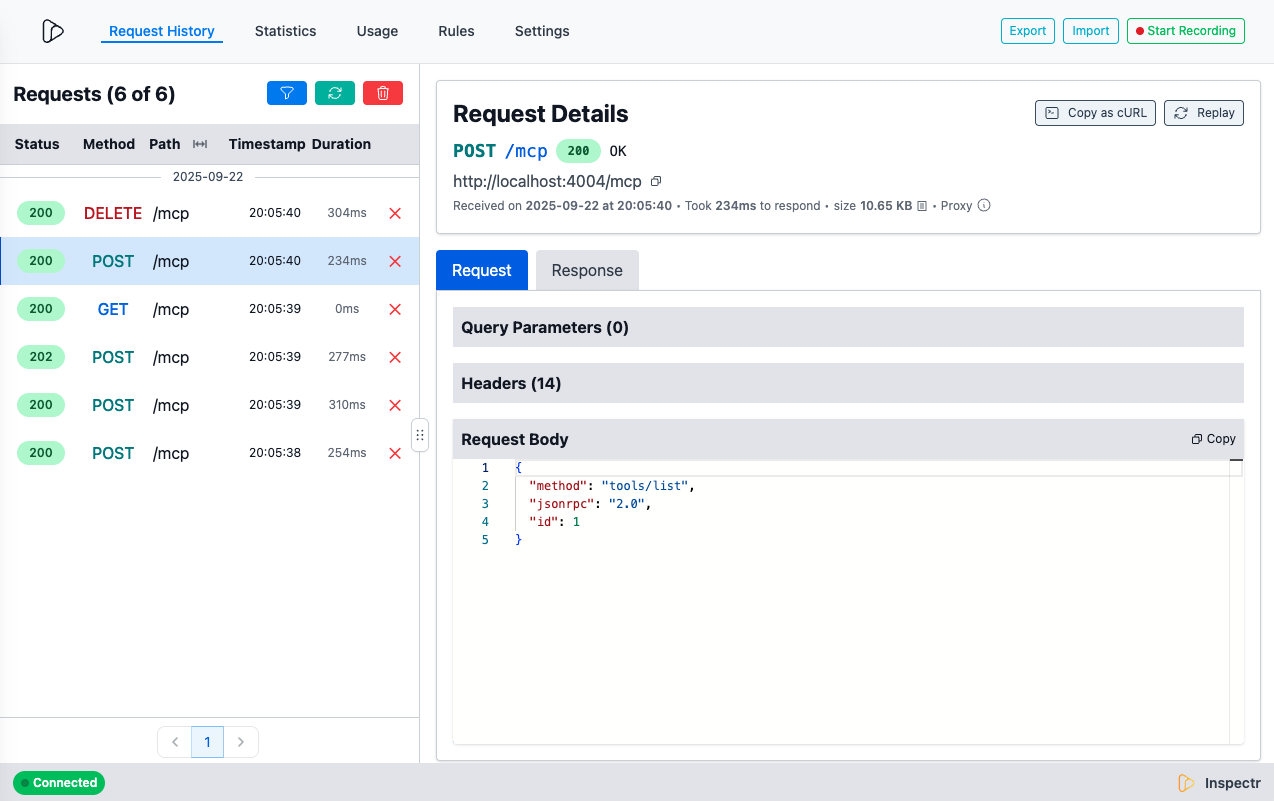 Request History Statistics Usage Rules Settings Export Import Start Recording
Requests (6 of 6)
Status Method Path Timestamp Duration
2025-09-22
200 DELETE /mcp 20:05:40 304ms
200 POST /mcp 20:05:40 234ms
200 GET /mcp 20:05:39 0ms
202 POST /mcp 20:05:39 277ms
200 POST /mcp 20:05:39 310ms
200 POST /mcp 20:05:38 254ms
1
Request Details Copy as cURL Replay
POST /mcp 200 OK
http://localhost:4004/mcp
Received on 2025-09-22 at 20:05:40 • Took 234ms to respond • size 10.65 KB • Proxy
Request Response
Query Parameters (0)
Headers (14)
Request Body Copy
1 {
2 "method": "tools/list",
3 "jsonrpc": "2.0",
4 "id": 1
5 }
Connected Inspectr